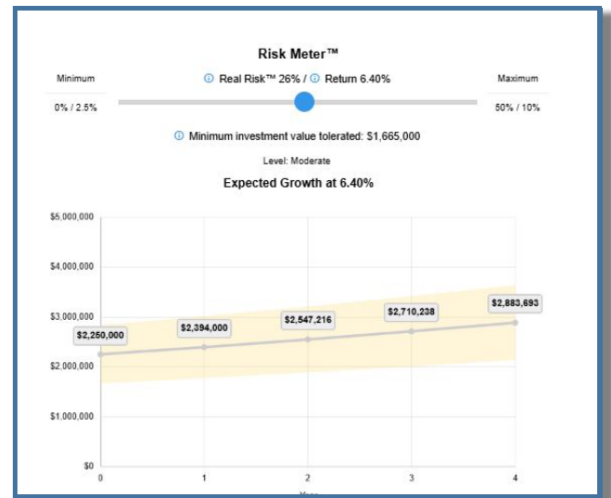 Risk Meter™
Minimum
Real Risk™ 26% / Return 6.40%
Maximum
0% / 2.5%
50% / 10%
Minimum investment value tolerated: $1,665,000
Level: Moderate
Expected Growth at 6.40%
$5,000,000
$4,000,000
$3,000,000
$2,000,000
$1,000,000
$0
$2,250,000
$2,394,000
$2,547,216
$2,710,238
$2,883,693
0
1
2
3
4